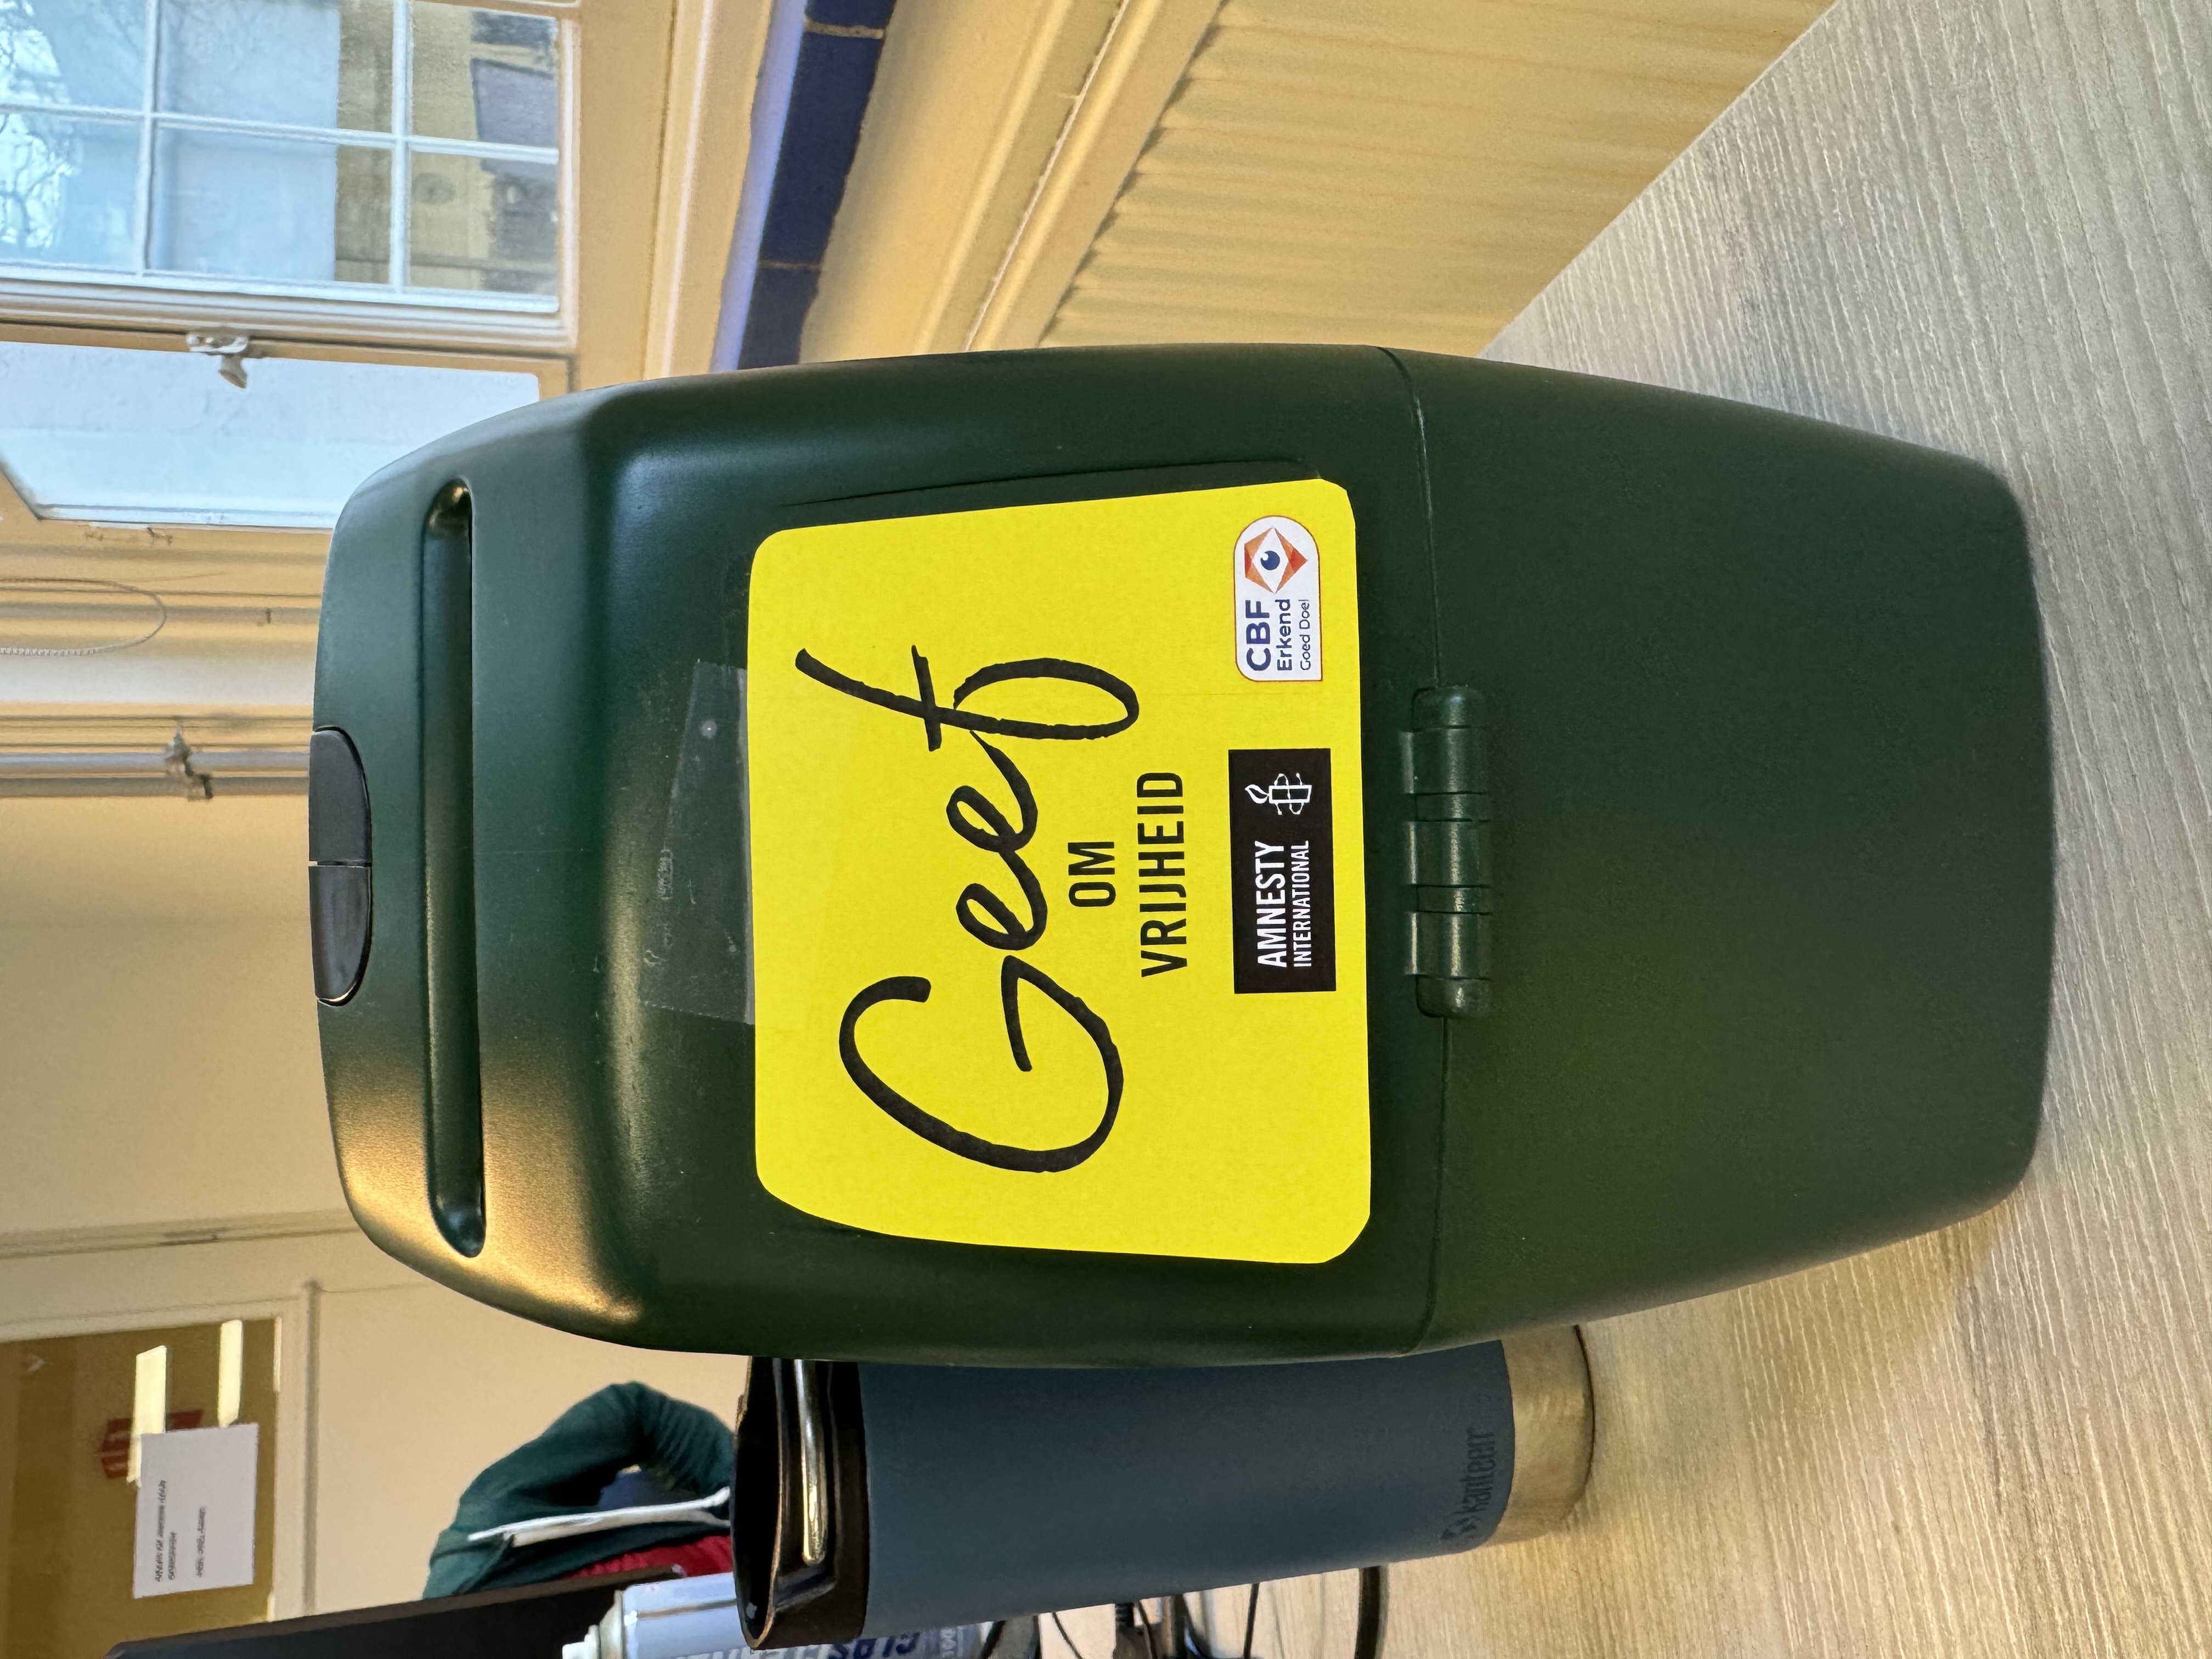 Geef
OM
VRIJHEID
AMNESTY
INTERNATIONAL
CBF
Erkend
Goed Doel
kanteen